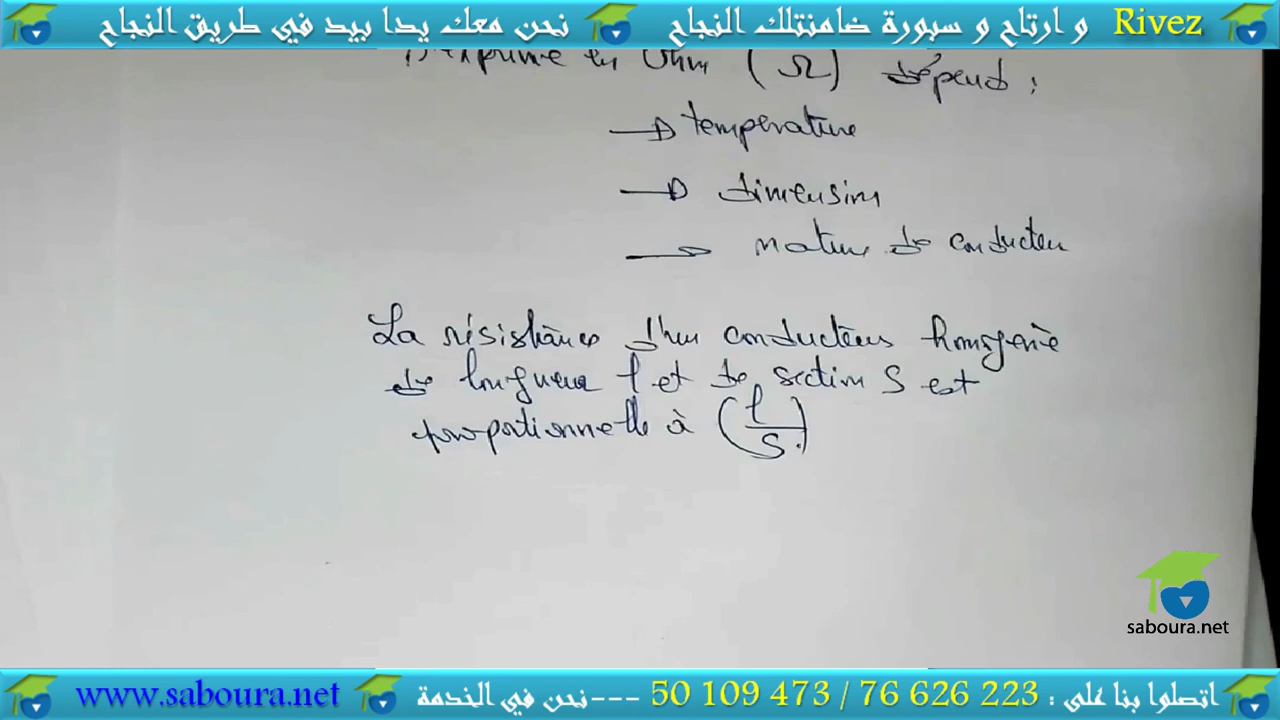 Rivez و ارتاح و سبورة ضامنتلك النجاح نحن معك يدا بيد في طريق النجاح
s'exprime en Ohm (Ω) dépend :
→ température
→ dimension
→ nature de conducteur
La résistance d'un conducteurs homogène
de longueur l et de section S est
proportionnelle à (l/S)
saboura.net
اتصلوا بنا على : 50 109 473 / 76 626 223 ---نحن في الخدمة www.saboura.net